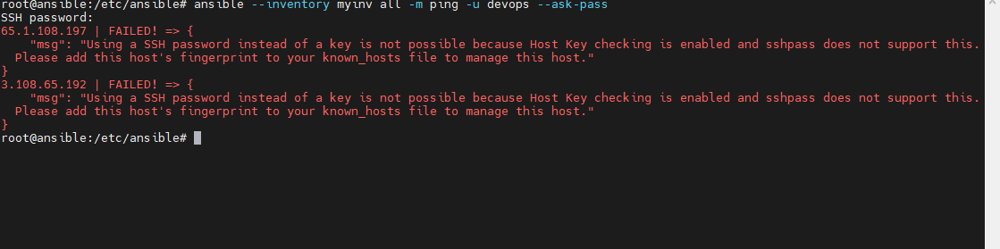 root@ansible:/etc/ansible# ansible --inventory myinv all -m ping -u devops --ask-pass
SSH password:
65.1.108.197 | FAILED! => {
    "msg": "Using a SSH password instead of a key is not possible because Host Key checking is enabled and sshpass does not support this.
  Please add this host's fingerprint to your known_hosts file to manage this host."
}
3.108.65.192 | FAILED! => {
    "msg": "Using a SSH password instead of a key is not possible because Host Key checking is enabled and sshpass does not support this.
  Please add this host's fingerprint to your known_hosts file to manage this host."
}
root@ansible:/etc/ansible#